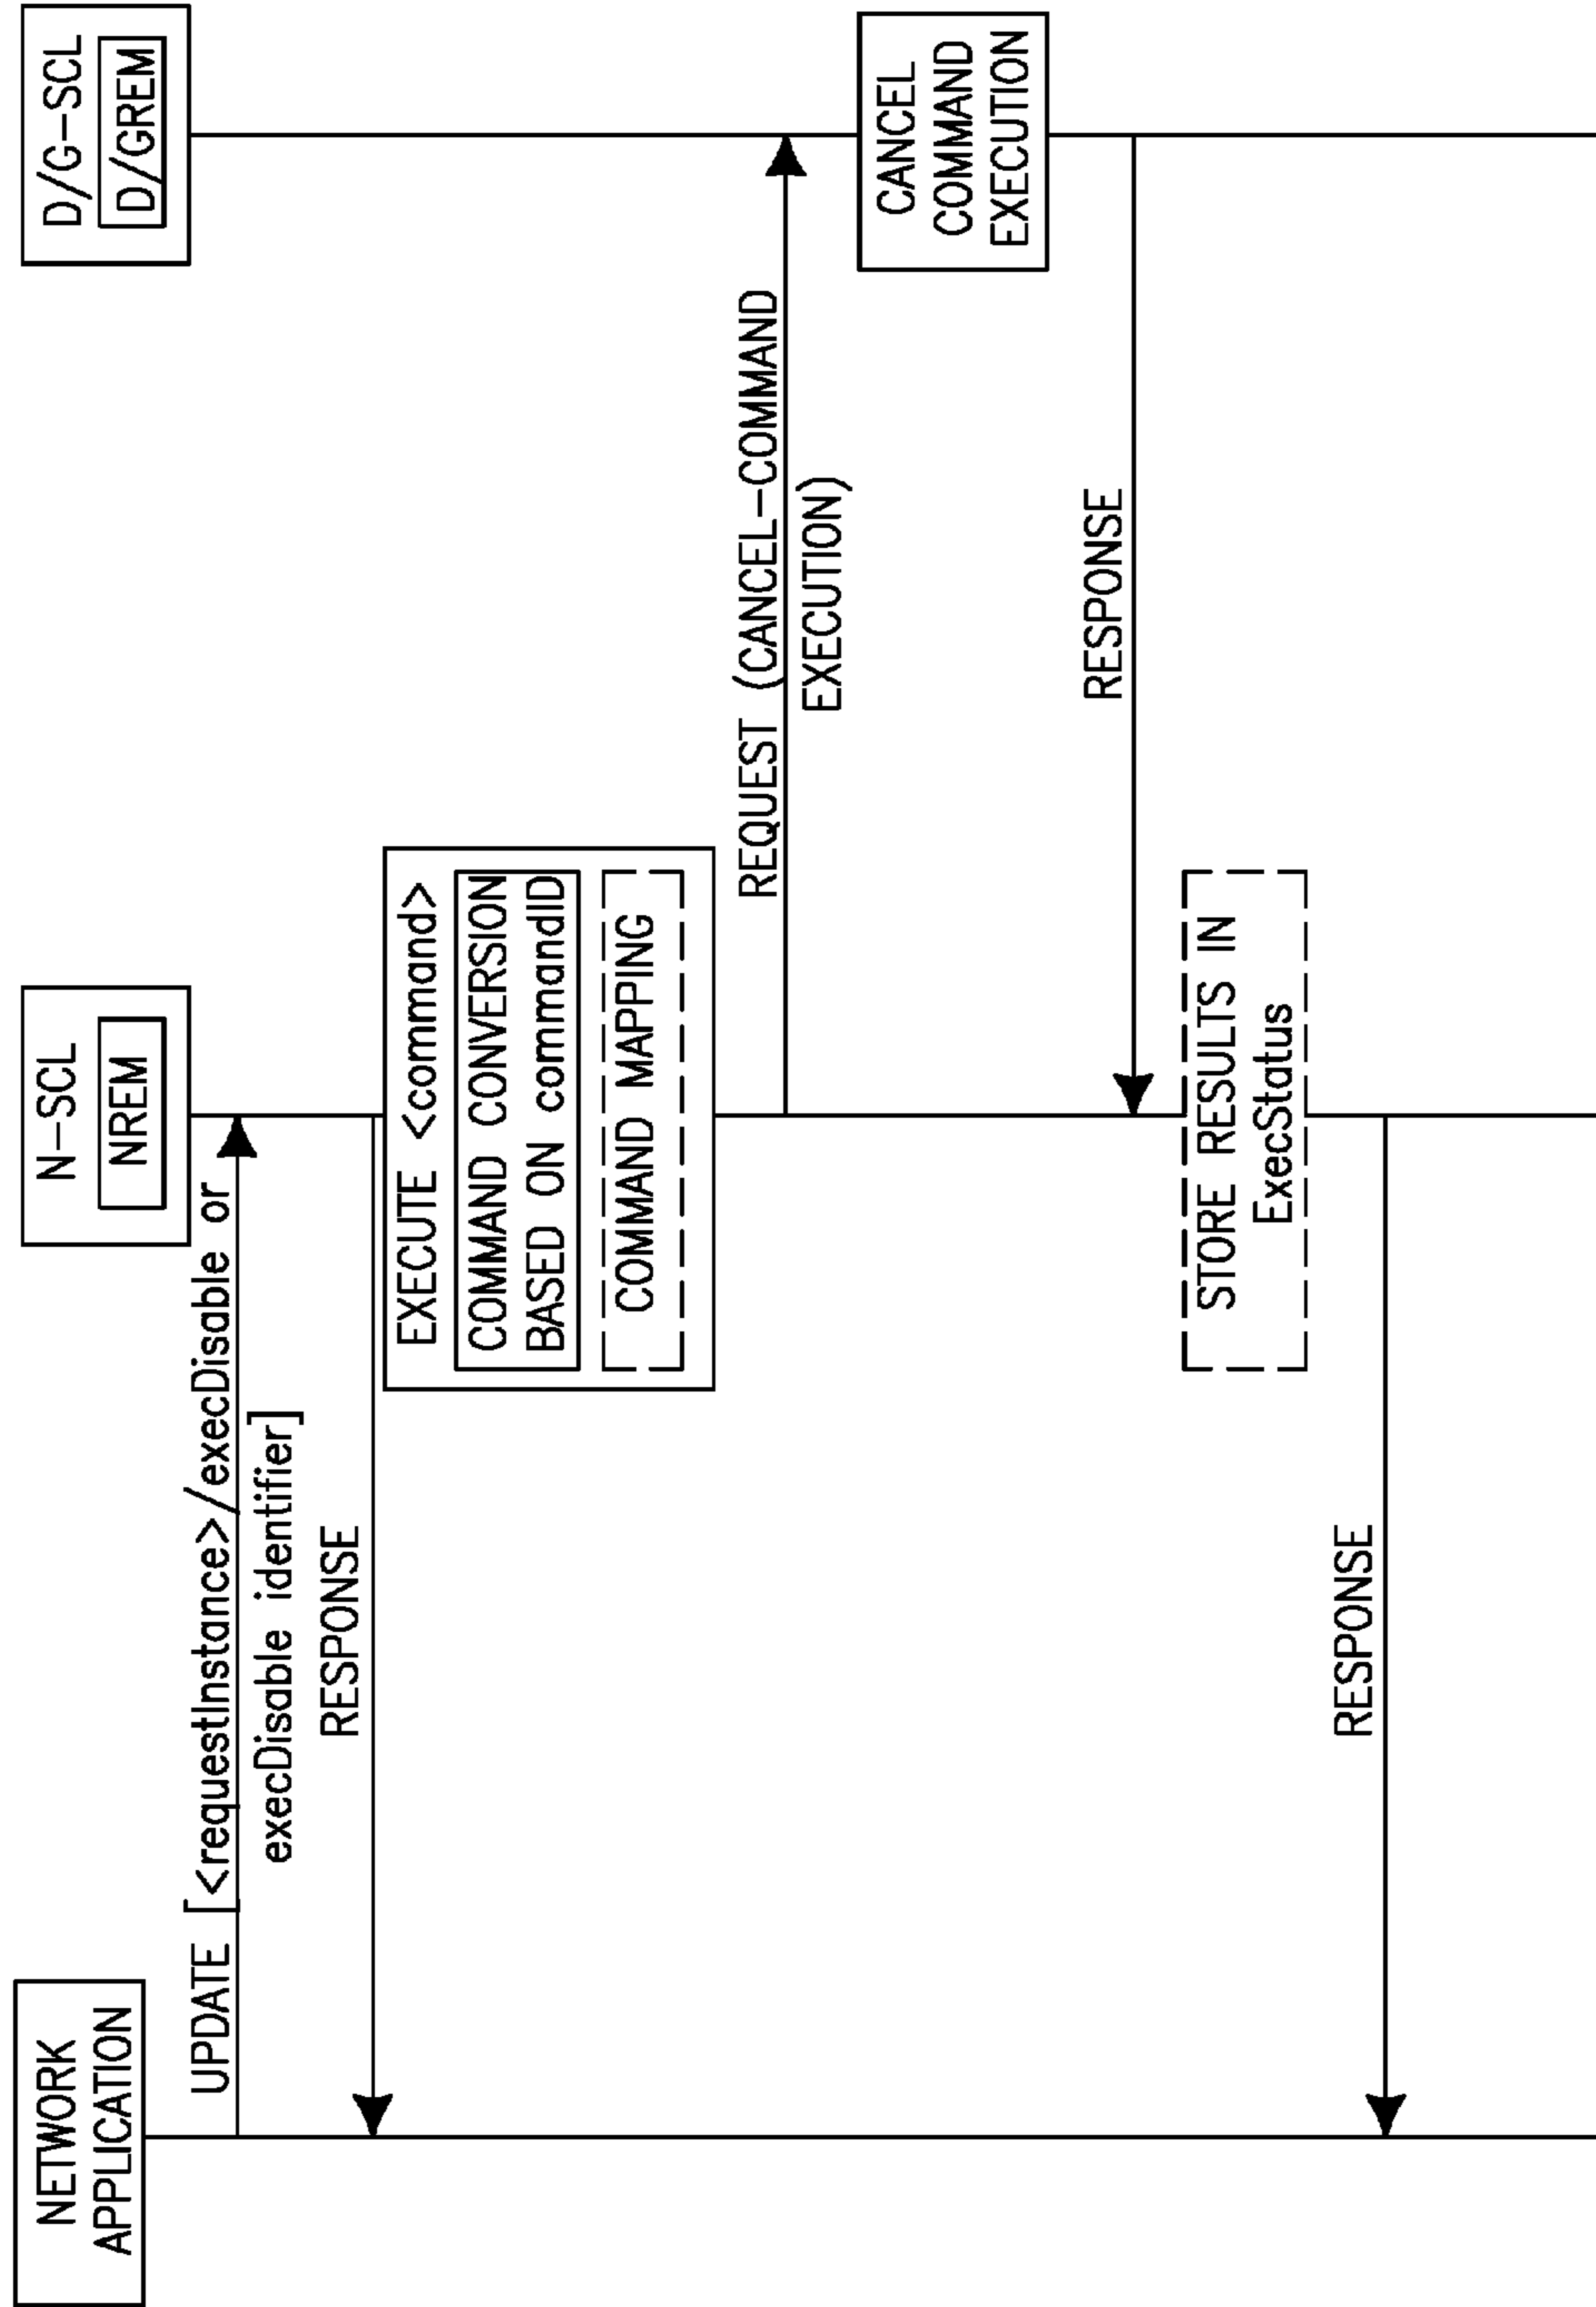 NETWORK
APPLICATION
N-SCL
NREM
D/G-SCL
D/GREM
UPDATE [<requestInstance>/execDisable or
execDisable identifier]
RESPONSE
EXECUTE <command>
COMMAND CONVERSION
BASED ON commandID
COMMAND MAPPING
REQUEST (CANCEL-COMMAND
EXECUTION)
CANCEL
COMMAND
EXECUTION
RESPONSE
STORE RESULTS IN
ExecStatus
RESPONSE